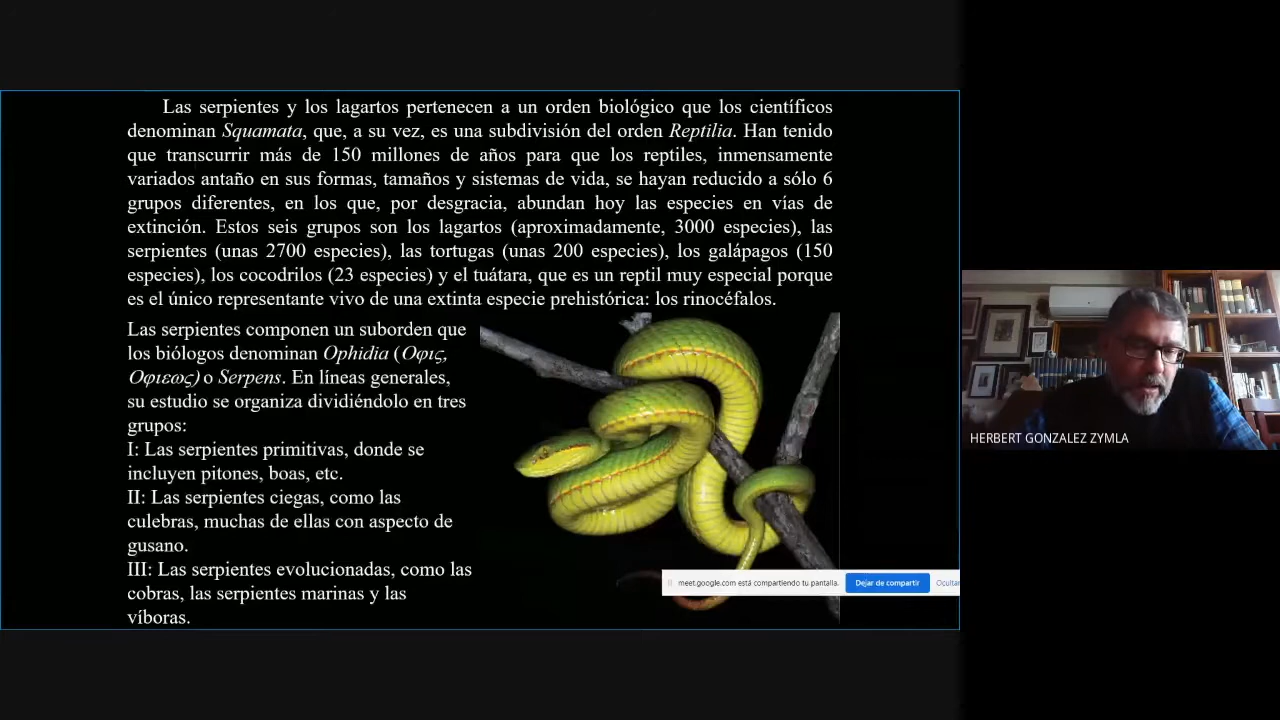 Las serpientes y los lagartos pertenecen a un orden biológico que los científicos
denominan Squamata, que, a su vez, es una subdivisión del orden Reptilia. Han tenido
que transcurrir más de 150 millones de años para que los reptiles, inmensamente
variados antaño en sus formas, tamaños y sistemas de vida, se hayan reducido a sólo 6
grupos diferentes, en los que, por desgracia, abundan hoy las especies en vías de
extinción. Estos seis grupos son los lagartos (aproximadamente, 3000 especies), las
serpientes (unas 2700 especies), las tortugas (unas 200 especies), los galápagos (150
especies), los cocodrilos (23 especies) y el tuátara, que es un reptil muy especial porque
es el único representante vivo de una extinta especie prehistórica: los rinocéfalos.
Las serpientes componen un suborden que
los biólogos denominan Ophidia (Οφις,
Οφιεως) o Serpens. En líneas generales,
su estudio se organiza dividiéndolo en tres
grupos:
I: Las serpientes primitivas, donde se
incluyen pitones, boas, etc.
II: Las serpientes ciegas, como las
culebras, muchas de ellas con aspecto de
gusano.
III: Las serpientes evolucionadas, como las
cobras, las serpientes marinas y las
víboras.
meet.google.com está compartiendo tu pantalla.
Dejar de compartir
Ocultar
HERBERT GONZALEZ ZYMLA